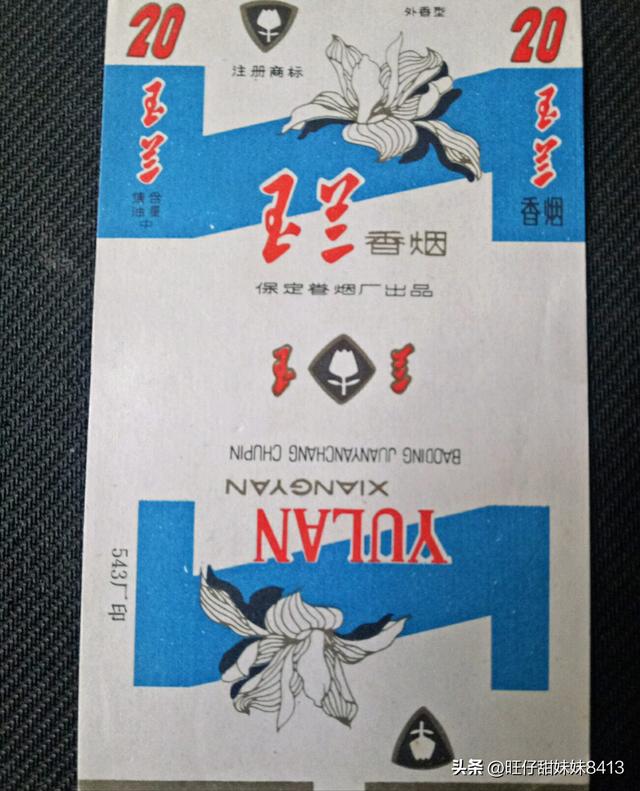 20
外香型
20
注册商标
玉兰
玉兰
焦油
含量
中
香烟
玉兰香烟
保定卷烟厂出品
玉兰
BAODING JUANYANCHANG CHUPIN
XIANGYAN
YULAN
543厂印
头条 @旺仔甜妹妹8413